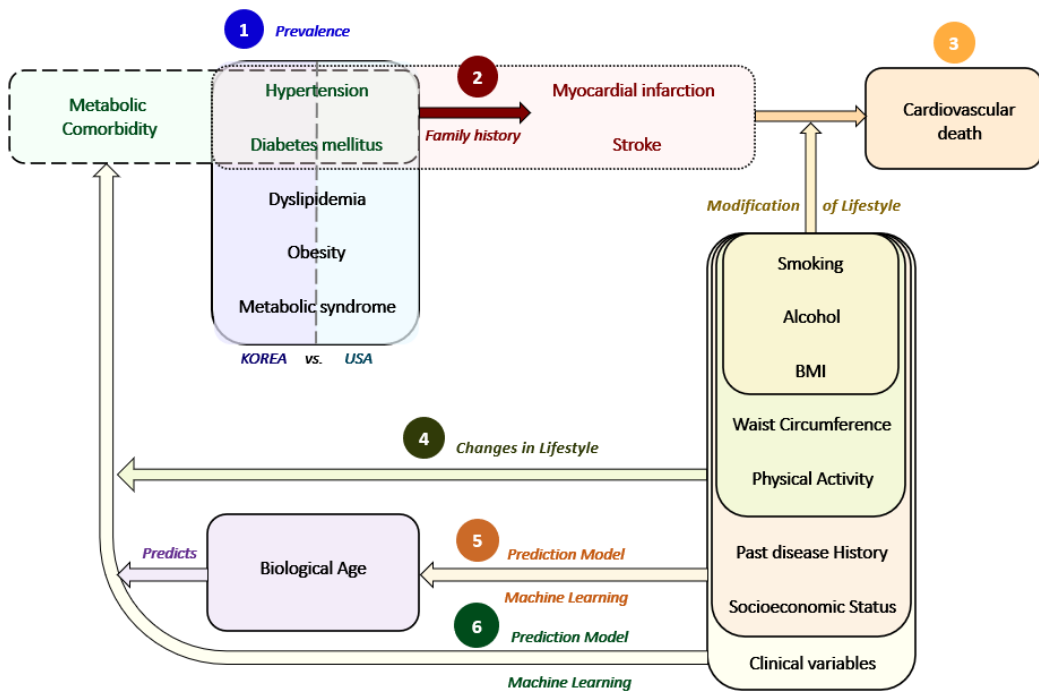 1 Prevalence
2
3
Metabolic
Comorbidity
Hypertension
Diabetes mellitus
Dyslipidemia
Obesity
Metabolic syndrome
KOREA vs. USA
Family history
Myocardial infarction
Stroke
Cardiovascular
death
Modification of Lifestyle
Smoking
Alcohol
BMI
Waist Circumference
Physical Activity
Past disease History
Socioeconomic Status
Clinical variables
4 Changes in Lifestyle
5 Prediction Model
Machine Learning
Predicts
Biological Age
6 Prediction Model
Machine Learning